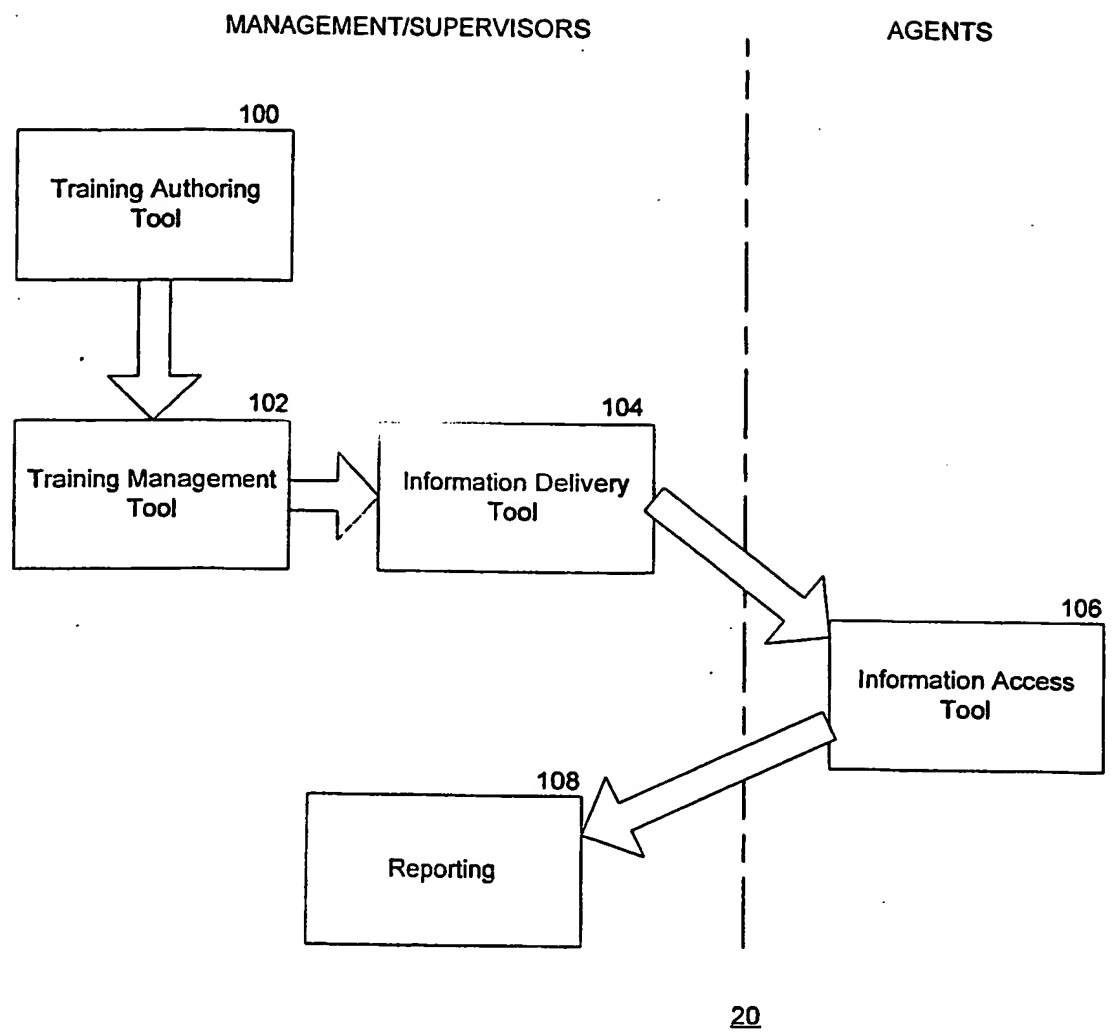 MANAGEMENT/SUPERVISORS
AGENTS
100
Training Authoring
Tool
102
Training Management
Tool
104
Information Delivery
Tool
106
Information Access
Tool
108
Reporting
20